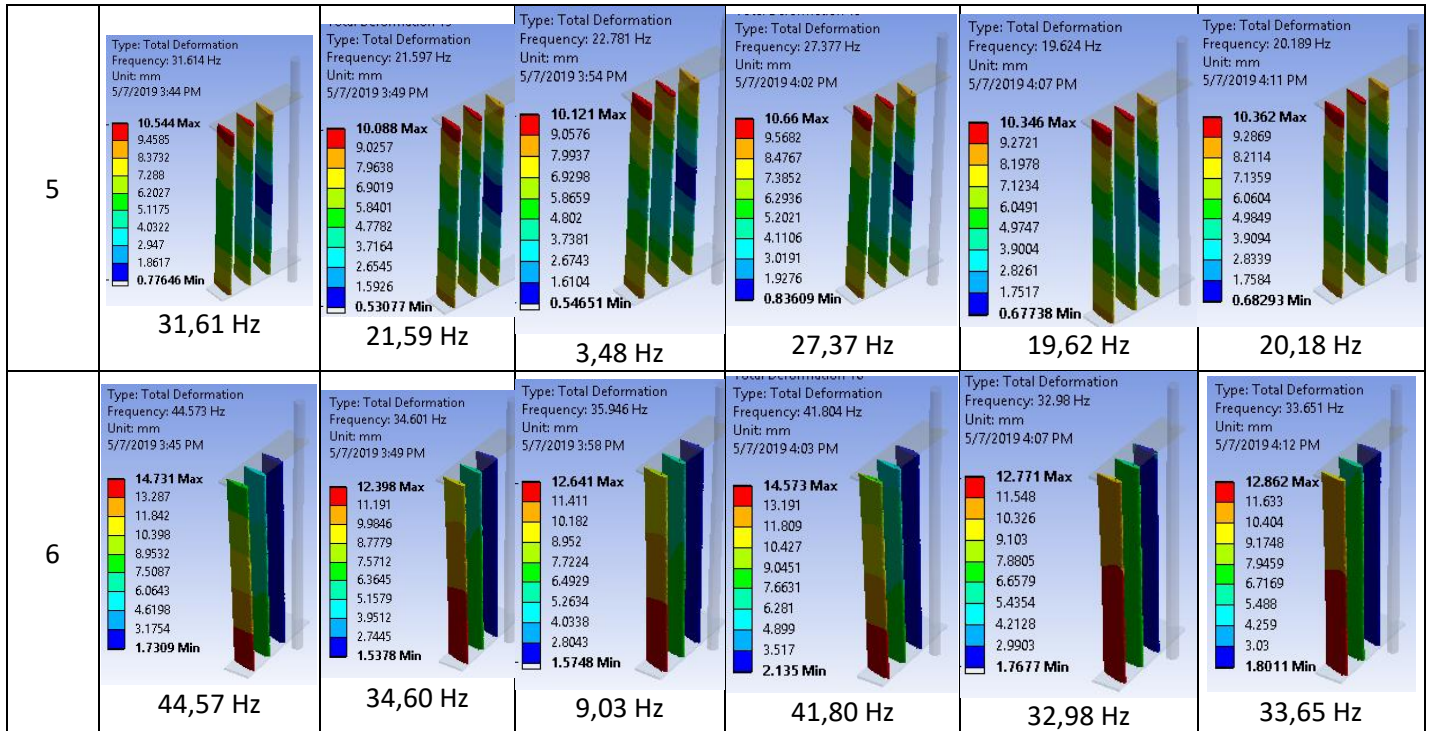 5
Type: Total Deformation
Frequency: 31.614 Hz
Unit: mm
5/7/2019 3:44 PM
10.544 Max
9.4585
8.3732
7.288
6.2027
5.1175
4.0322
2.947
1.8617
0.77646 Min
31,61 Hz
Type: Total Deformation
Frequency: 21.597 Hz
Unit: mm
5/7/2019 3:49 PM
10.088 Max
9.0257
7.9638
6.9019
5.8401
4.7782
3.7164
2.6545
1.5926
0.53077 Min
21,59 Hz
Type: Total Deformation
Frequency: 22.781 Hz
Unit: mm
5/7/2019 3:54 PM
10.121 Max
9.0576
7.9937
6.9298
5.8659
4.802
3.7381
2.6743
1.6104
0.54651 Min
3,48 Hz
Type: Total Deformation
Frequency: 27.377 Hz
Unit: mm
5/7/2019 4:02 PM
10.66 Max
9.5682
8.4767
7.3852
6.2936
5.2021
4.1106
3.0191
1.9276
0.83609 Min
27,37 Hz
Type: Total Deformation
Frequency: 19.624 Hz
Unit: mm
5/7/2019 4:07 PM
10.346 Max
9.2721
8.1978
7.1234
6.0491
4.9747
3.9004
2.8261
1.7517
0.67738 Min
19,62 Hz
Type: Total Deformation
Frequency: 20.189 Hz
Unit: mm
5/7/2019 4:11 PM
10.362 Max
9.2869
8.2114
7.1359
6.0604
4.9849
3.9094
2.8339
1.7584
0.68293 Min
20,18 Hz
6
Type: Total Deformation
Frequency: 44.573 Hz
Unit: mm
5/7/2019 3:45 PM
14.731 Max
13.287
11.842
10.398
8.9532
7.5087
6.0643
4.6198
3.1754
1.7309 Min
44,57 Hz
Type: Total Deformation
Frequency: 34.601 Hz
Unit: mm
5/7/2019 3:49 PM
12.398 Max
11.191
9.9846
8.7779
7.5712
6.3645
5.1579
3.9512
2.7445
1.5378 Min
34,60 Hz
Type: Total Deformation
Frequency: 35.946 Hz
Unit: mm
5/7/2019 3:58 PM
12.641 Max
11.411
10.182
8.952
7.7224
6.4929
5.2634
4.0338
2.8043
1.5748 Min
9,03 Hz
Type: Total Deformation
Frequency: 41.804 Hz
Unit: mm
5/7/2019 4:03 PM
14.573 Max
13.191
11.809
10.427
9.0451
7.6631
6.281
4.899
3.517
2.135 Min
41,80 Hz
Type: Total Deformation
Frequency: 32.98 Hz
Unit: mm
5/7/2019 4:07 PM
12.771 Max
11.548
10.326
9.103
7.8805
6.6579
5.4354
4.2128
2.9903
1.7677 Min
32,98 Hz
Type: Total Deformation
Frequency: 33.651 Hz
Unit: mm
5/7/2019 4:12 PM
12.862 Max
11.633
10.404
9.1748
7.9459
6.7169
5.488
4.259
3.03
1.8011 Min
33,65 Hz